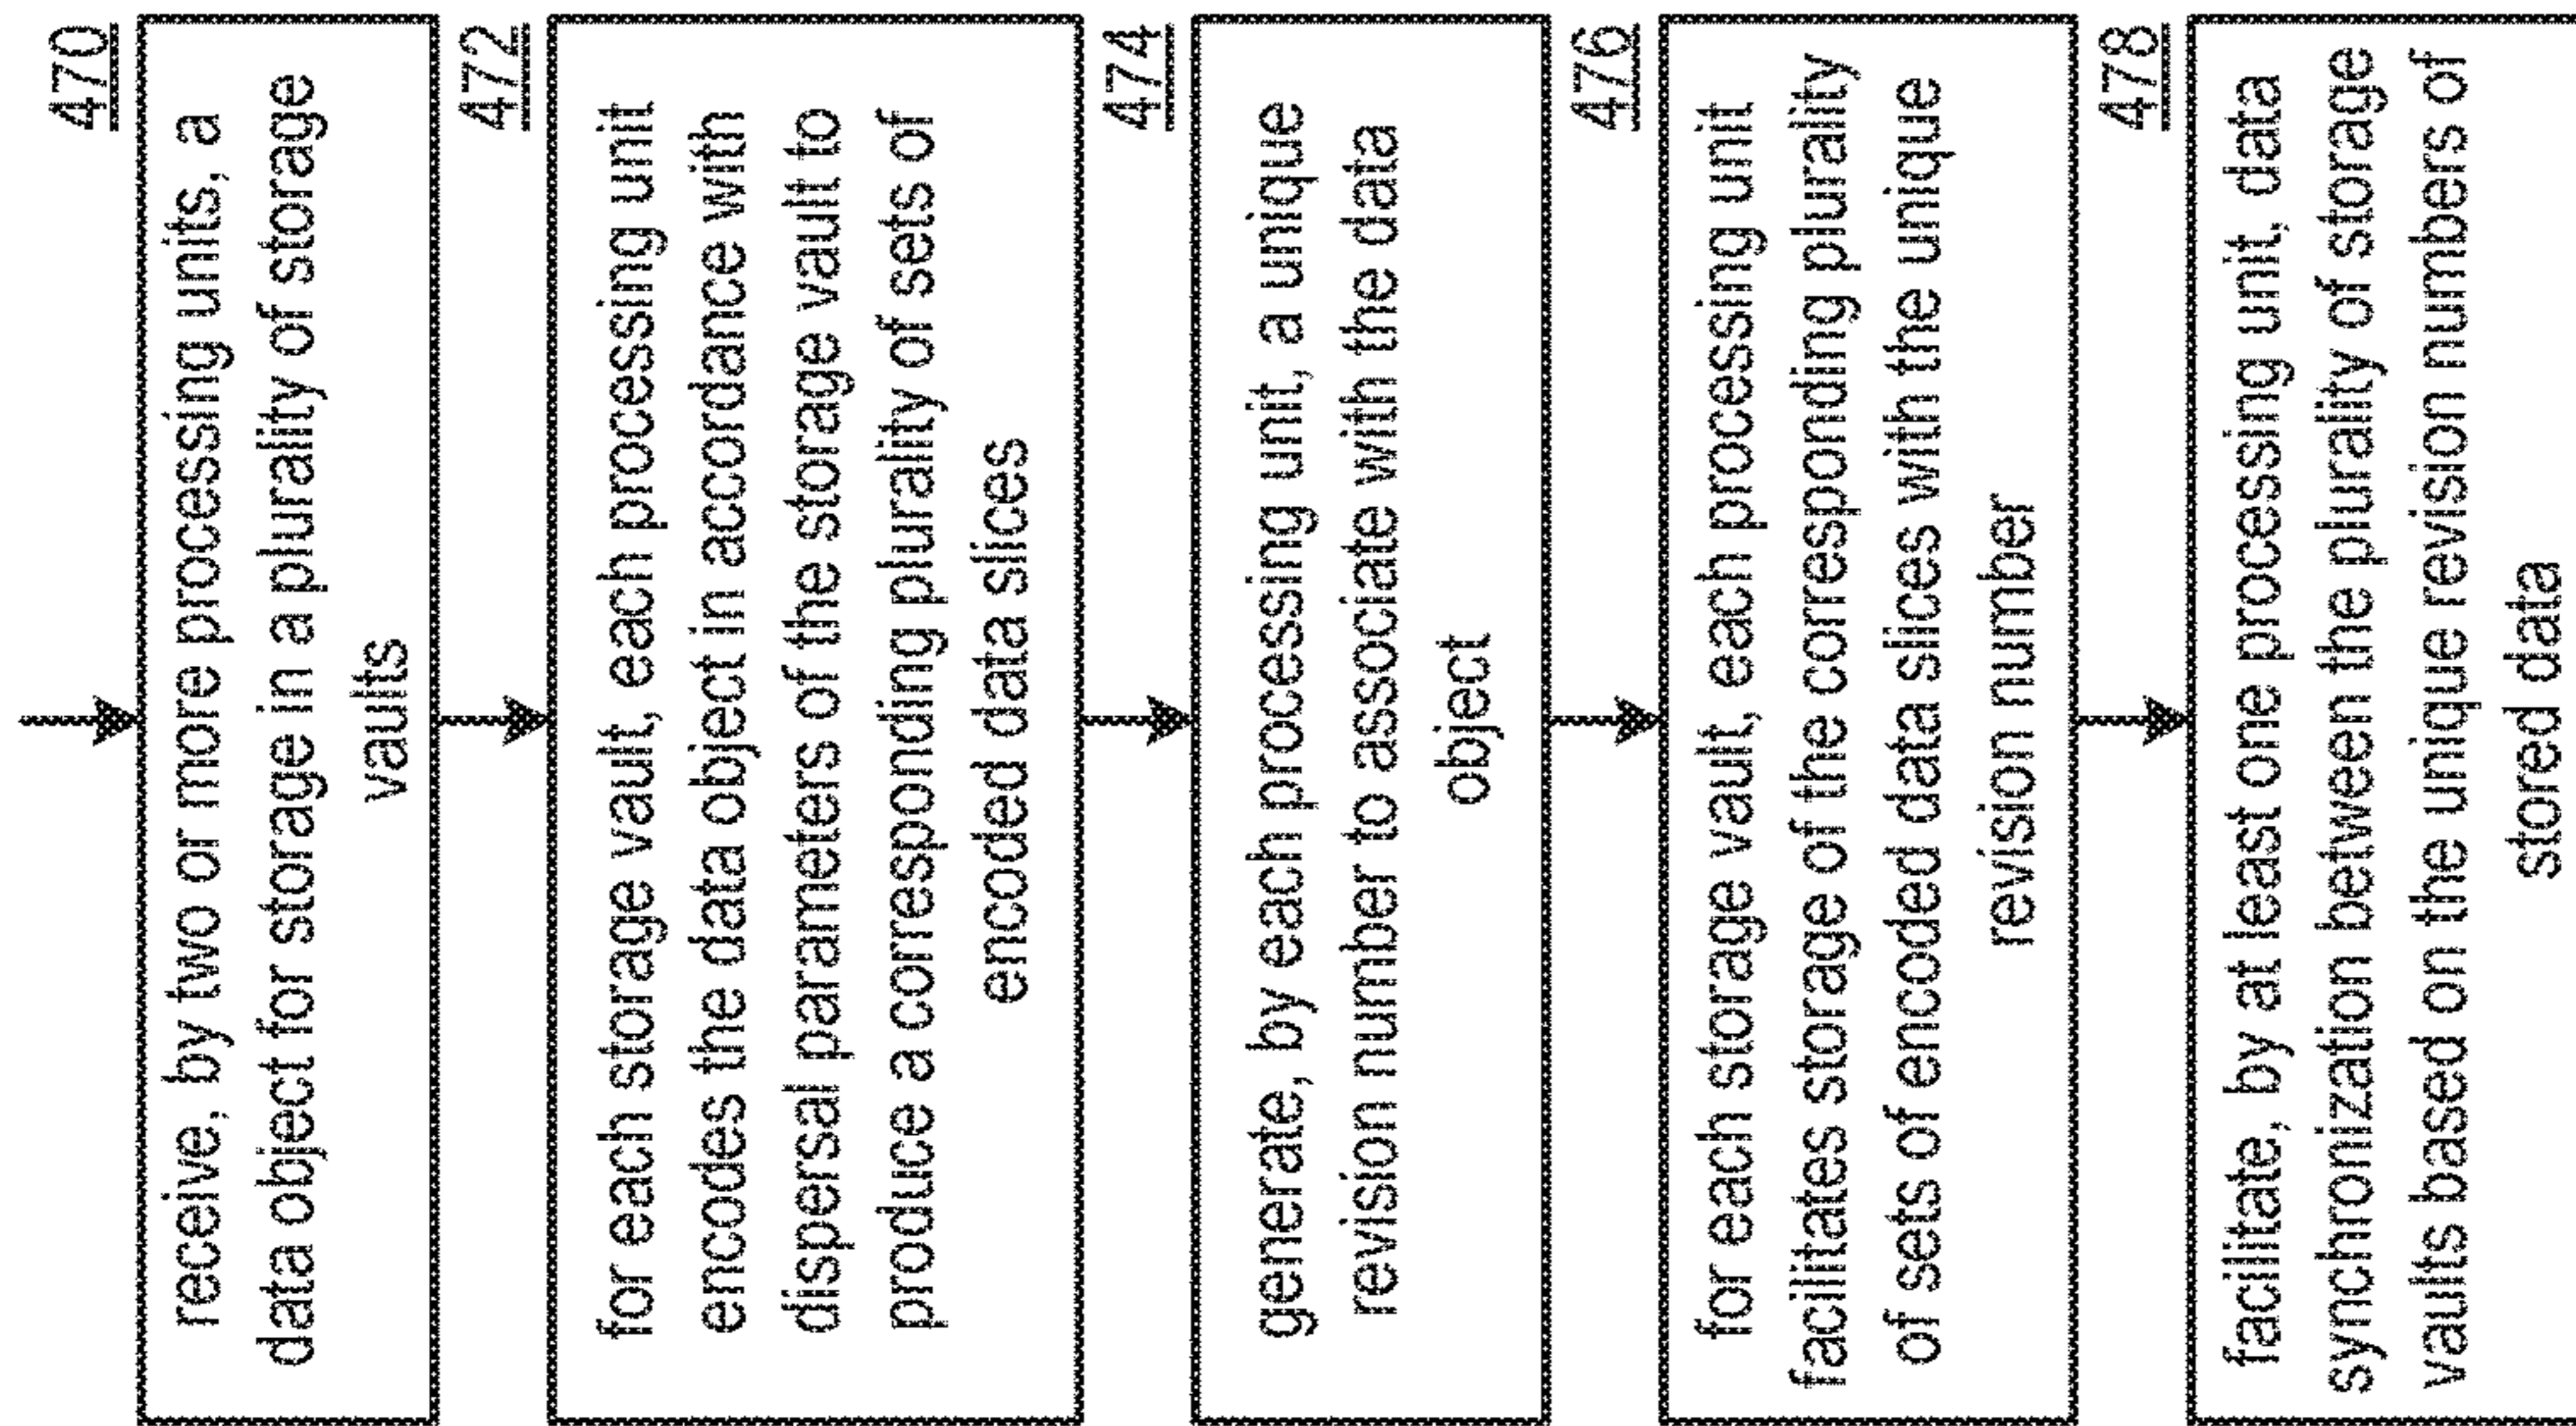 470
receive, by two or more processing units, a
data object for storage in a plurality of storage
vaults
472
for each storage vault, each processing unit
encodes the data object in accordance with
dispersal parameters of the storage vault to
produce a corresponding plurality of sets of
encoded data slices
474
generate, by each processing unit, a unique
revision number to associate with the data
object
476
for each storage vault, each processing unit
facilitates storage of the corresponding plurality
of sets of encoded data slices with the unique
revision number
478
facilitate, by at least one processing unit, data
synchronization between the plurality of storage
vaults based on the unique revision numbers of
stored data